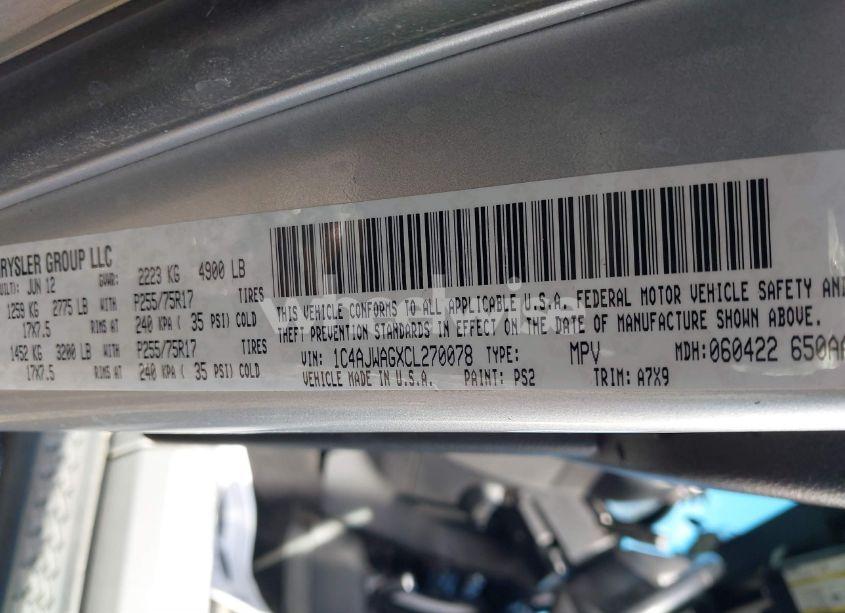 RYSLER GROUP LLC
JUN 12 GVWR: 2223 KG 4900 LB
1259 KG 2775 LB WITH P255/75R17 TIRES
17X7.5 RIMS AT 240 KPA ( 35 PSI) COLD
1452 KG 3200 LB WITH P255/75R17 TIRES
17X7.5 RIMS AT 240 KPA ( 35 PSI) COLD
THIS VEHICLE CONFORMS TO ALL APPLICABLE U.S.A. FEDERAL MOTOR VEHICLE SAFETY AND
THEFT PREVENTION STANDARDS IN EFFECT ON THE DATE OF MANUFACTURE SHOWN ABOVE.
VIN: 1C4AJWAGXCL270078 TYPE: MPV MDH:060422 650AA
VEHICLE MADE IN U.S.A. PAINT: PS2 TRIM: A7X9